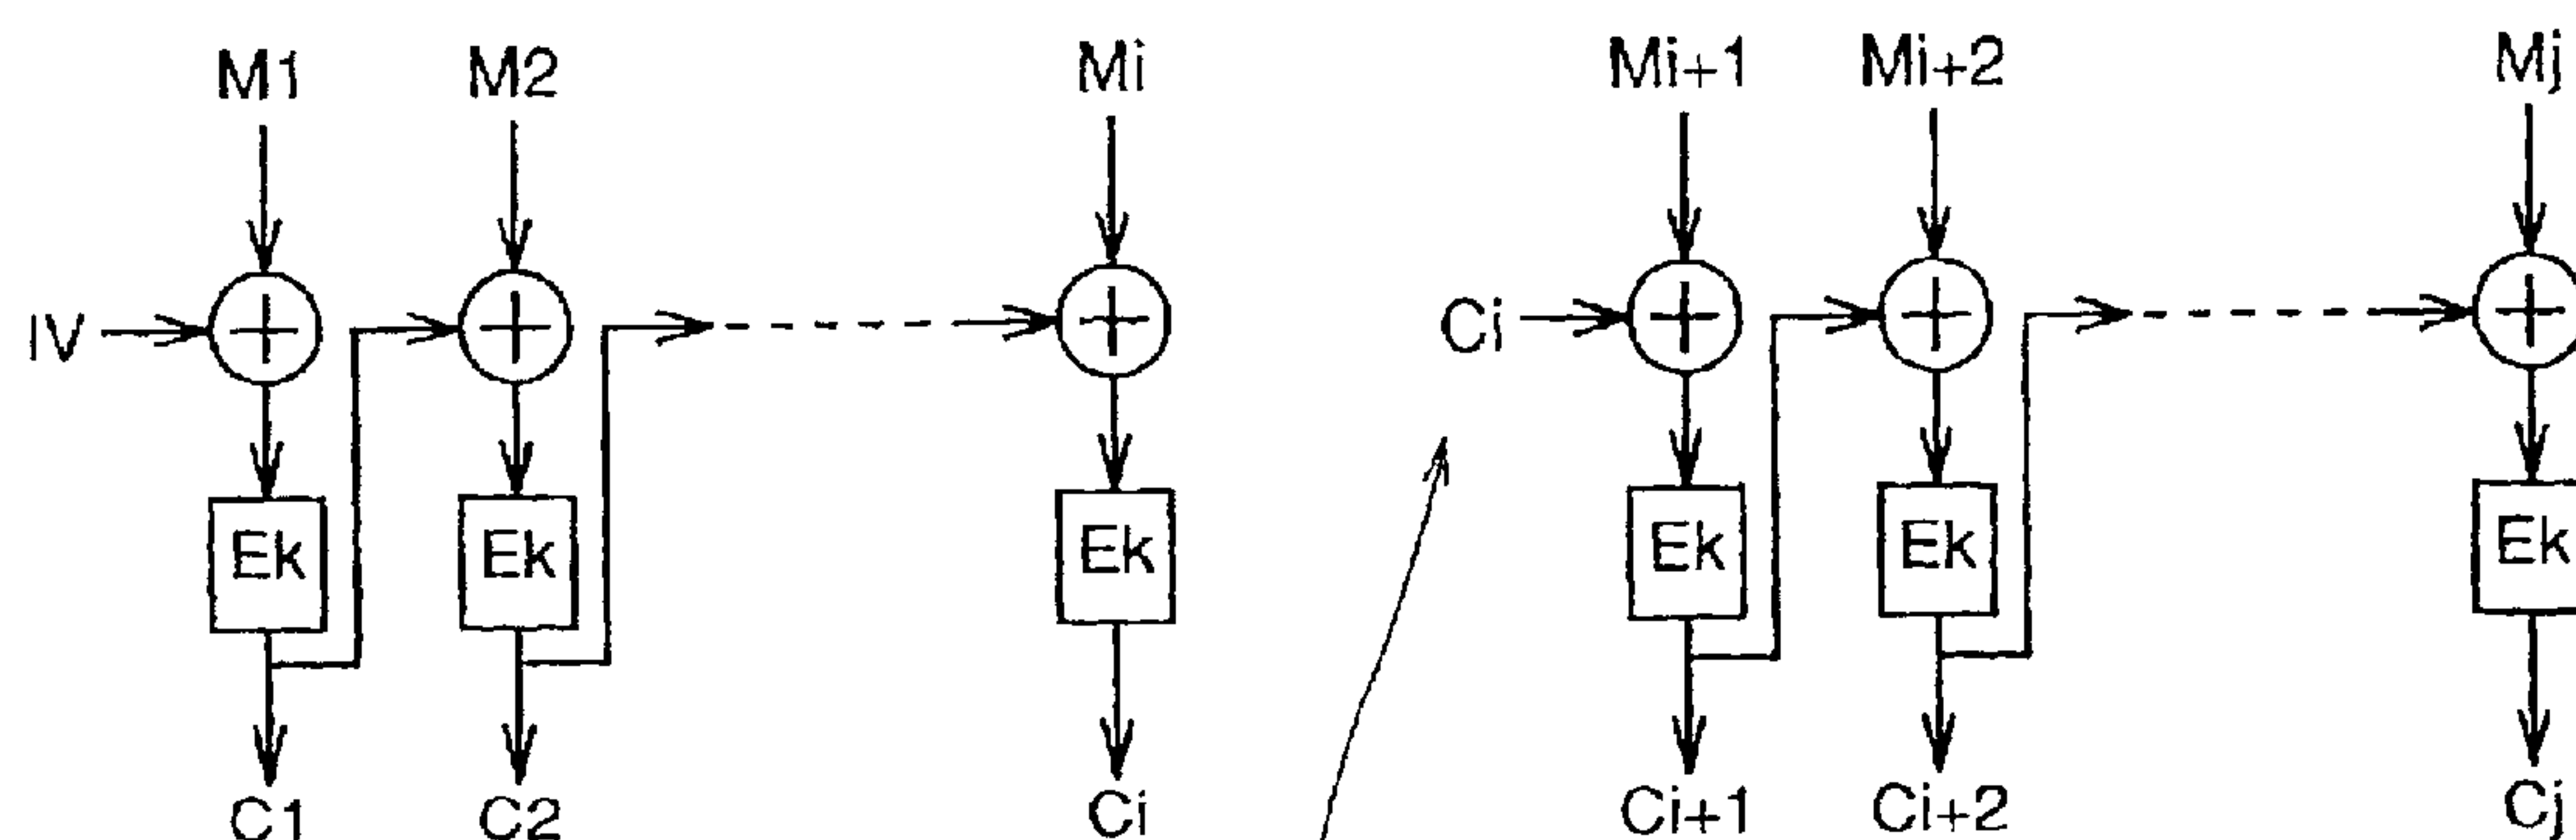 M1 M2 Mi Mi+1 Mi+2 Mj
IV Ci
Ek Ek Ek Ek Ek Ek
C1 C2 Ci Ci+1 Ci+2 Cj